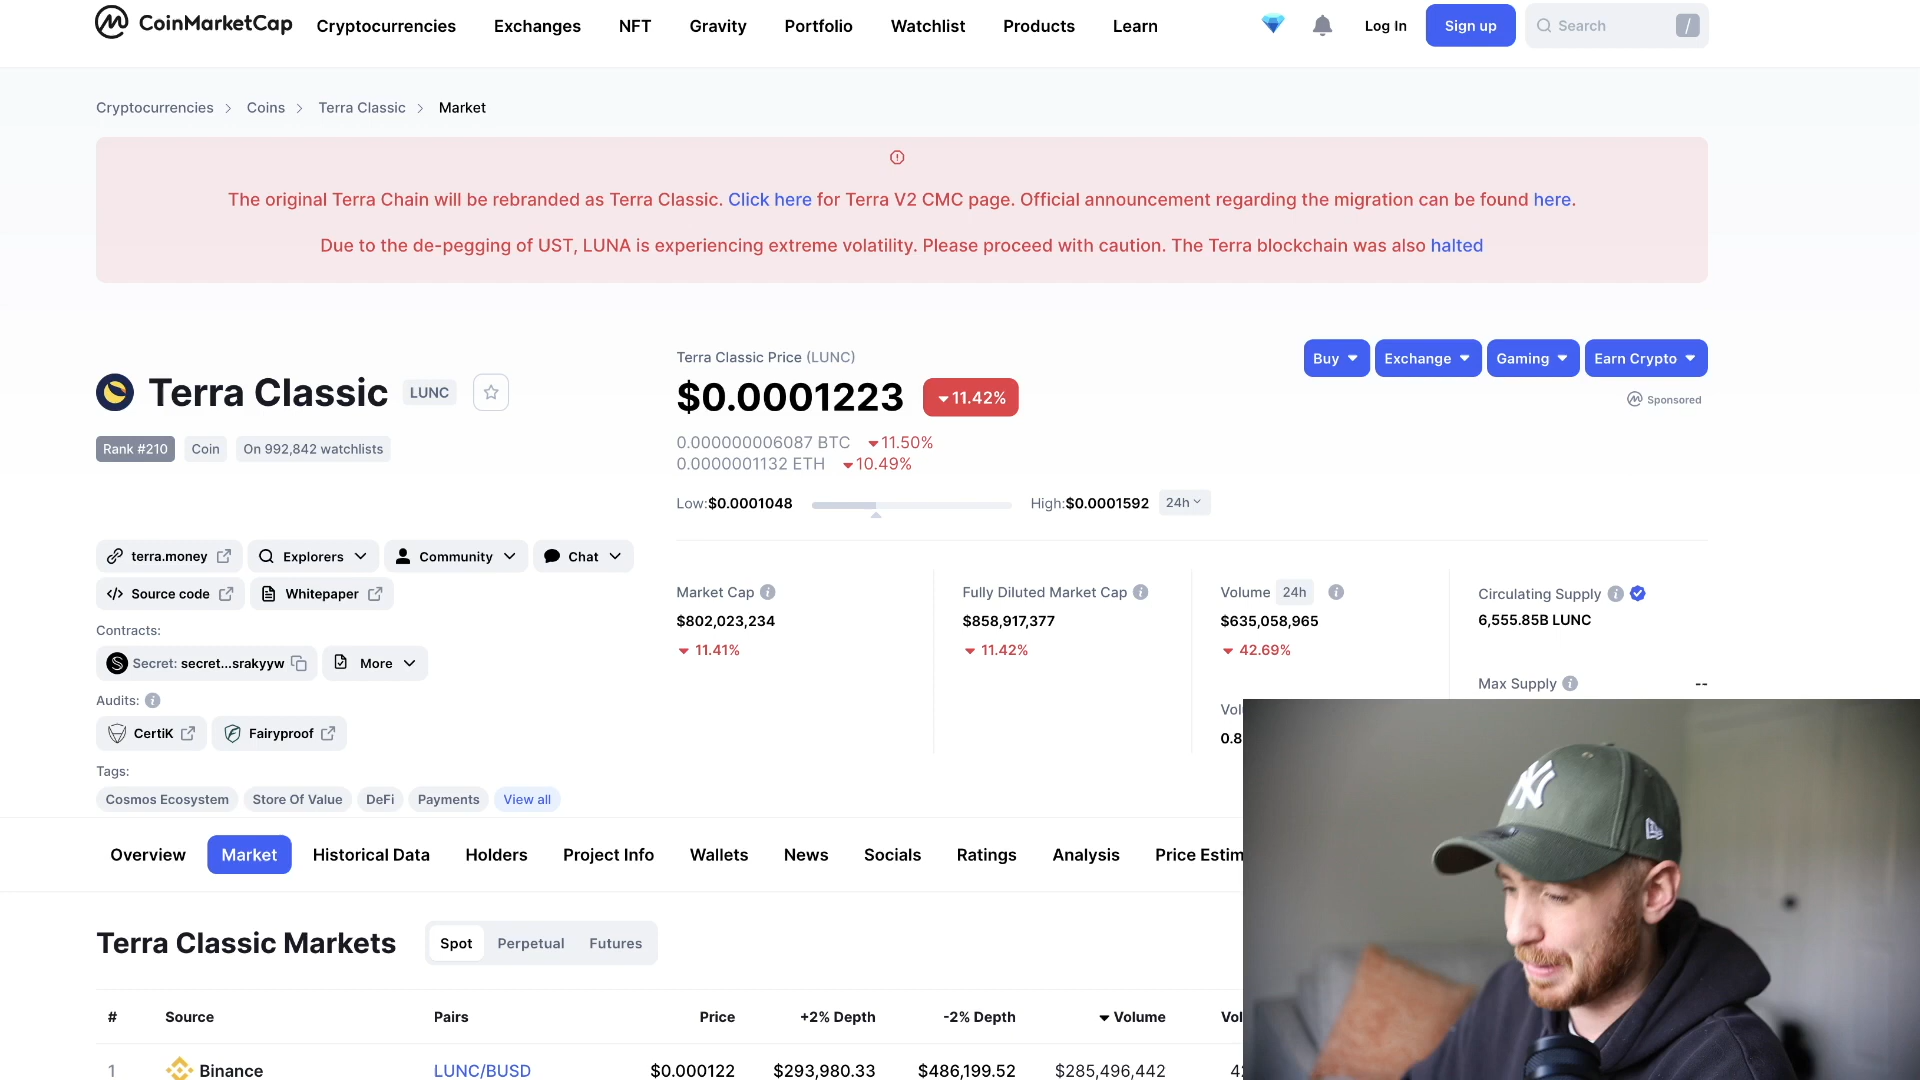 CoinMarketCap Cryptocurrencies Exchanges NFT Gravity Portfolio Watchlist Products Learn Log In Sign up Search /
Cryptocurrencies > Coins > Terra Classic > Market
The original Terra Chain will be rebranded as Terra Classic. Click here for Terra V2 CMC page. Official announcement regarding the migration can be found here.
Due to the de-pegging of UST, LUNA is experiencing extreme volatility. Please proceed with caution. The Terra blockchain was also halted
Terra Classic LUNC
Rank #210 Coin On 992,842 watchlists
terra.money Explorers Community Chat
Source code Whitepaper
Contracts:
Secret: secret...srakyyw More
Audits:
CertiK Fairyproof
Tags:
Cosmos Ecosystem Store Of Value DeFi Payments View all
Terra Classic Price (LUNC)
$0.0001223 11.42%
0.000000006087 BTC 11.50%
0.0000001132 ETH 10.49%
Low:$0.0001048 High:$0.0001592 24h
Buy Exchange Gaming Earn Crypto
Sponsored
Market Cap
$802,023,234
11.41%
Fully Diluted Market Cap
$858,917,377
11.42%
Volume 24h
$635,058,965
42.69%
Vol
0.8
Circulating Supply
6,555.85B LUNC
Max Supply --
Overview Market Historical Data Holders Project Info Wallets News Socials Ratings Analysis Price Estim
Terra Classic Markets Spot Perpetual Futures
# Source Pairs Price +2% Depth -2% Depth Volume Vol
1 Binance LUNC/BUSD $0.000122 $293,980.33 $486,199.52 $285,496,442
NY